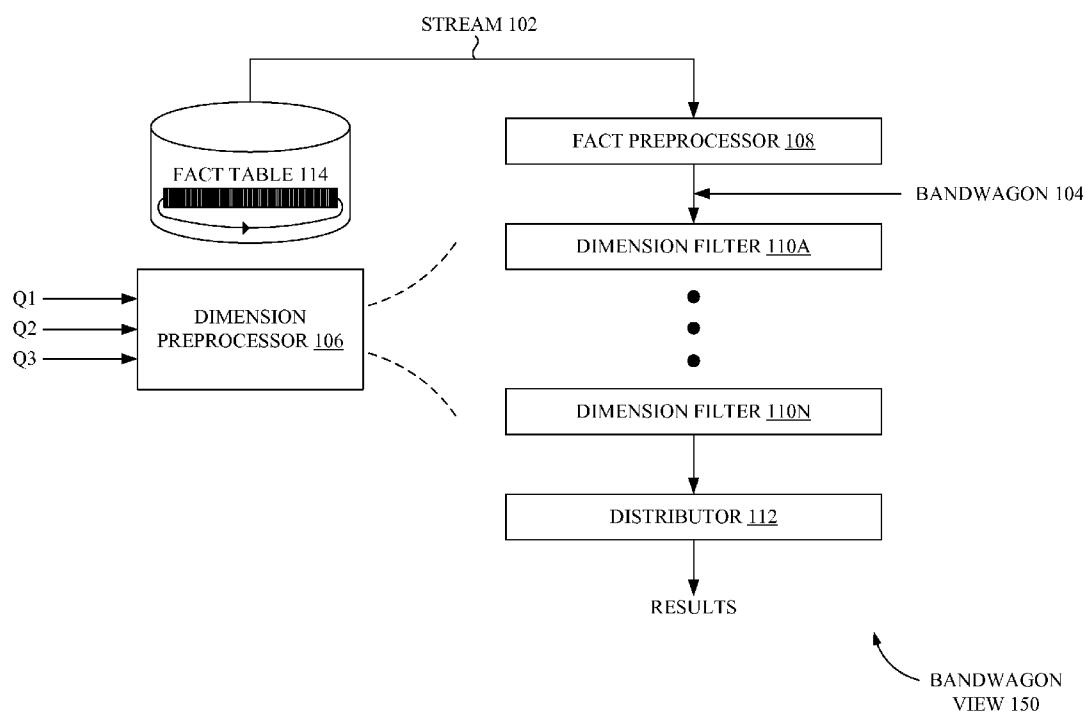 STREAM 102
FACT PREPROCESSOR 108
FACT TABLE 114
BANDWAGON 104
DIMENSION FILTER 110A
Q1
Q2
Q3
DIMENSION
PREPROCESSOR 106
DIMENSION FILTER 110N
DISTRIBUTOR 112
RESULTS
BANDWAGON
VIEW 150